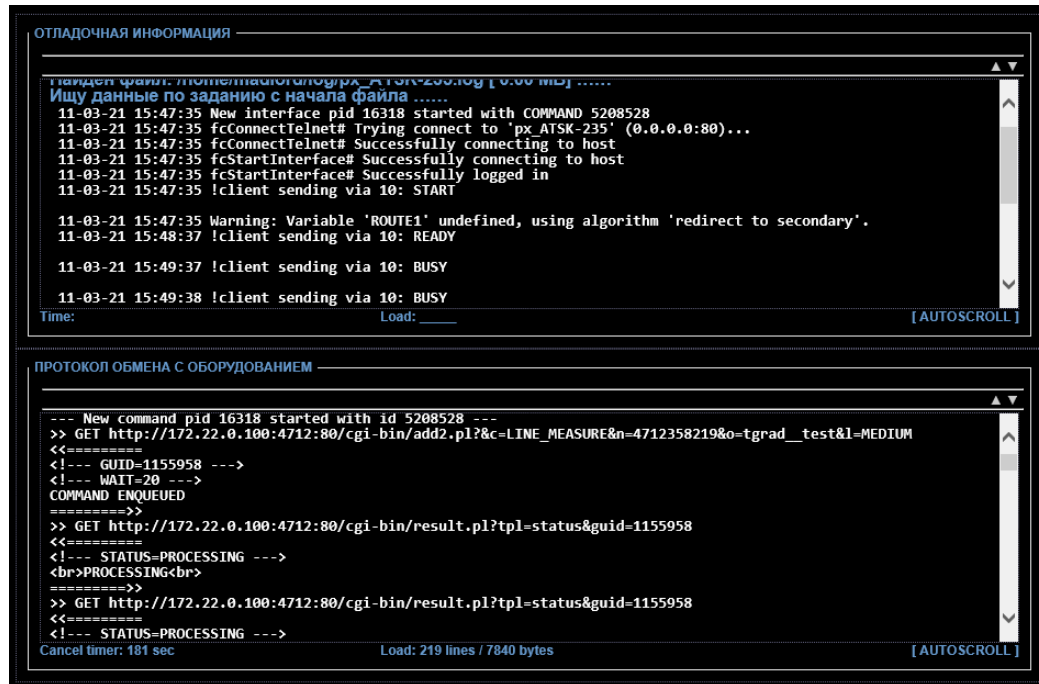 ОТЛАДОЧНАЯ ИНФОРМАЦИЯ
Найден файл: /home/madlord/log/px_ATSK-235.log [ 0.00 MB] ......
Ищу данные по заданию с начала файла ......
11-03-21 15:47:35 New interface pid 16318 started with COMMAND 5208528
11-03-21 15:47:35 fcConnectTelnet# Trying connect to 'px_ATSK-235' (0.0.0.0:80)...
11-03-21 15:47:35 fcConnectTelnet# Successfully connecting to host
11-03-21 15:47:35 fcStartInterface# Successfully connecting to host
11-03-21 15:47:35 fcStartInterface# Successfully logged in
11-03-21 15:47:35 !client sending via 10: START
11-03-21 15:47:35 Warning: Variable 'ROUTE1' undefined, using algorithm 'redirect to secondary'.
11-03-21 15:48:37 !client sending via 10: READY
11-03-21 15:49:37 !client sending via 10: BUSY
11-03-21 15:49:38 !client sending via 10: BUSY
Time: Load: _____ [ AUTOSCROLL ]
ПРОТОКОЛ ОБМЕНА С ОБОРУДОВАНИЕМ
--- New command pid 16318 started with id 5208528 ---
>> GET http://172.22.0.100:4712:80/cgi-bin/add2.pl?&c=LINE_MEASURE&n=4712358219&o=tgrad__test&l=MEDIUM
<<=========
<!--- GUID=1155958 --->
<!--- WAIT=20 --->
COMMAND ENQUEUED
=========>>
>> GET http://172.22.0.100:4712:80/cgi-bin/result.pl?tpl=status&guid=1155958
<<=========
<!--- STATUS=PROCESSING --->
<br>PROCESSING<br>
=========>>
>> GET http://172.22.0.100:4712:80/cgi-bin/result.pl?tpl=status&guid=1155958
<<=========
<!--- STATUS=PROCESSING --->
Cancel timer: 181 sec Load: 219 lines / 7840 bytes [ AUTOSCROLL ]